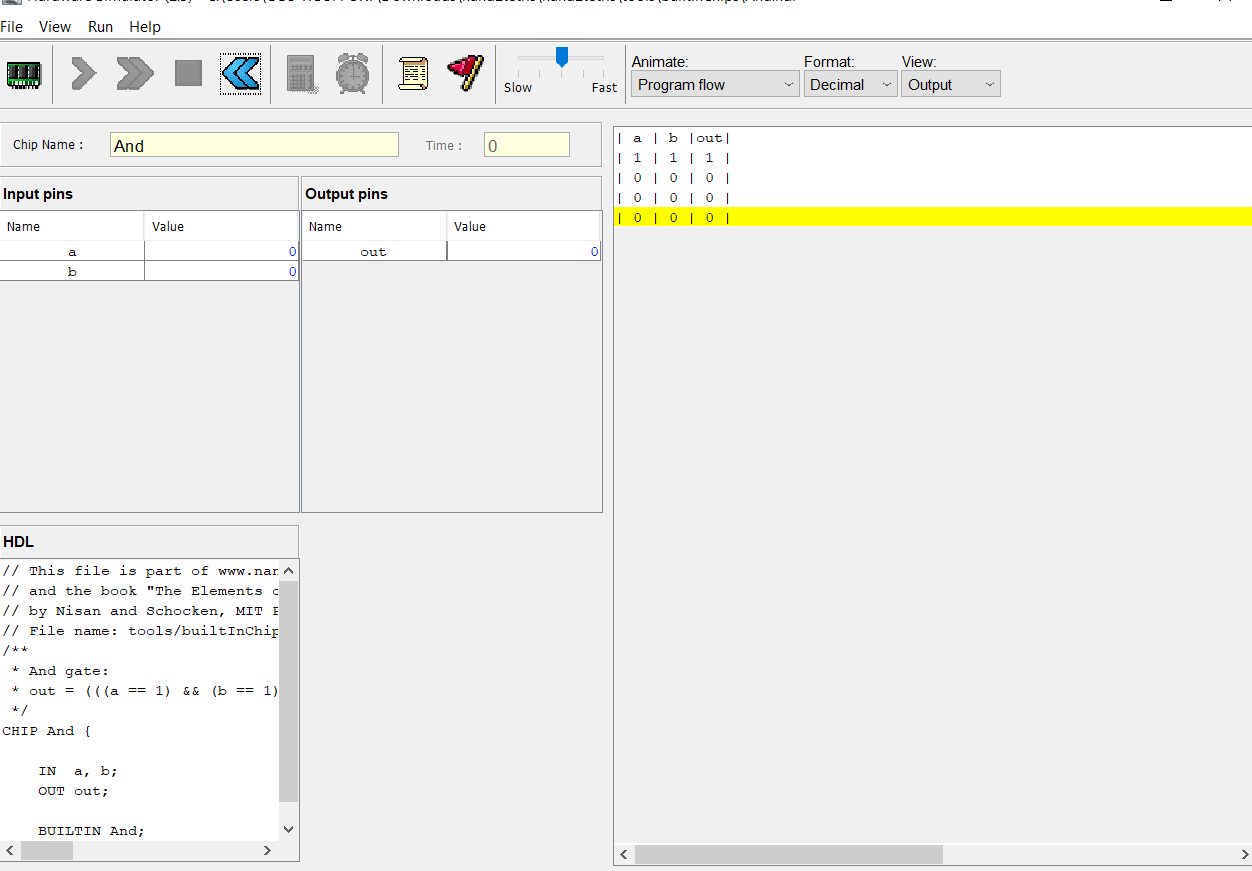 File View Run Help
Slow Fast
Animate: Format: View:
Program flow Decimal Output
Chip Name : And Time : 0
Input pins
Name Value
a 0
b 0
Output pins
Name Value
out 0
| a | b |out|
| 1 | 1 | 1 |
| 0 | 0 | 0 |
| 0 | 0 | 0 |
| 0 | 0 | 0 |
HDL
// This file is part of www.nan
// and the book "The Elements
// by Nisan and Schocken, MIT
// File name: tools/builtInChip
/**
* And gate:
* out = (((a == 1) && (b == 1)
*/
CHIP And {
IN a, b;
OUT out;
BUILTIN And;